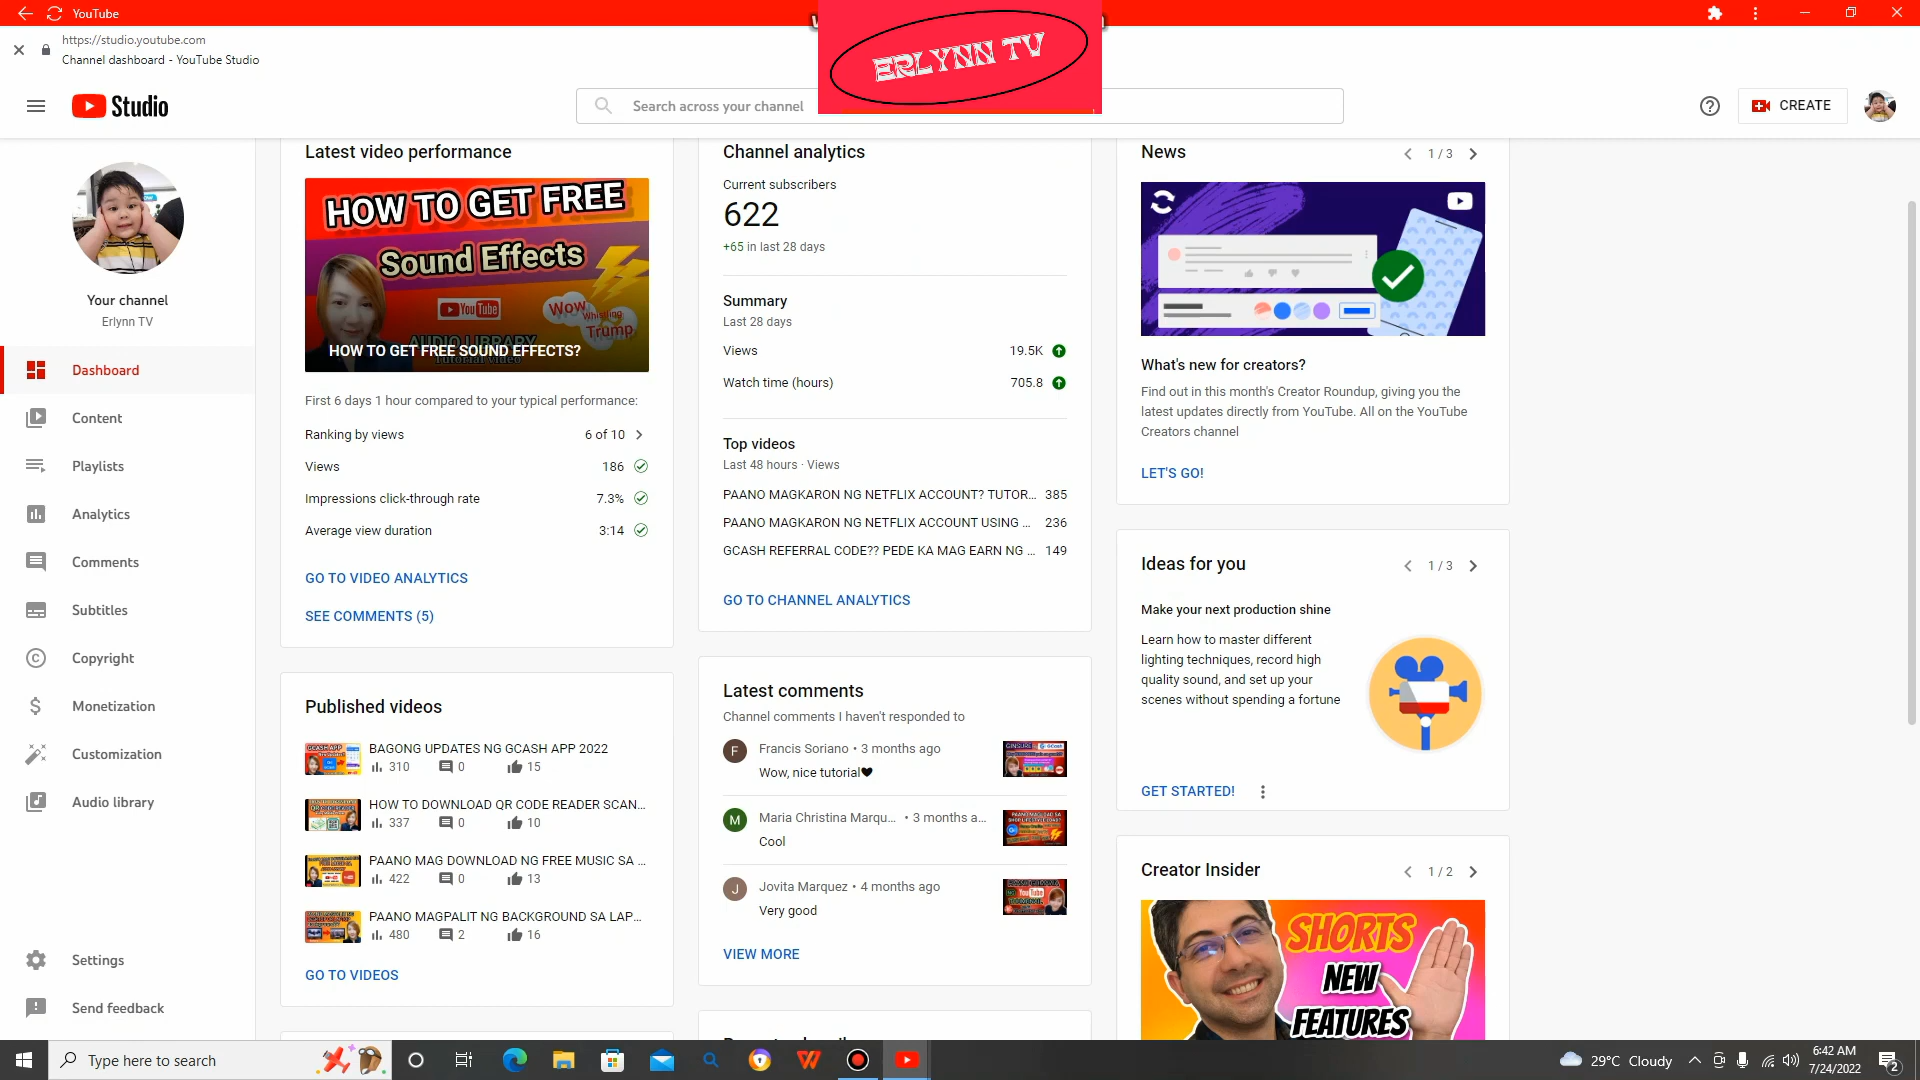 YouTube
https://studio.youtube.com
Channel dashboard - YouTube Studio
ERLYNN TV
Studio
Search across your channel
CREATE
Your channel
Erlynn TV
Dashboard
Content
Playlists
Analytics
Comments
Subtitles
Copyright
Monetization
Customization
Audio library
Settings
Send feedback
Latest video performance
HOW TO GET FREE
Sound Effects
YouTube
Wow
Whistling
Trump
AUDIO LIBRARY
Tutorial video
HOW TO GET FREE SOUND EFFECTS?
First 6 days 1 hour compared to your typical performance:
Ranking by views 6 of 10
Views 186
Impressions click-through rate 7.3%
Average view duration 3:14
GO TO VIDEO ANALYTICS
SEE COMMENTS (5)
Published videos
BAGONG UPDATES NG GCASH APP 2022
310 0 15
HOW TO DOWNLOAD QR CODE READER SCAN...
337 0 10
PAANO MAG DOWNLOAD NG FREE MUSIC SA ...
422 0 13
PAANO MAGPALIT NG BACKGROUND SA LAP...
480 2 16
GO TO VIDEOS
Channel analytics
Current subscribers
622
+65 in last 28 days
Summary
Last 28 days
Views 19.5K
Watch time (hours) 705.8
Top videos
Last 48 hours · Views
PAANO MAGKARON NG NETFLIX ACCOUNT? TUTOR... 385
PAANO MAGKARON NG NETFLIX ACCOUNT USING ... 236
GCASH REFERRAL CODE?? PEDE KA MAG EARN NG ... 149
GO TO CHANNEL ANALYTICS
Latest comments
Channel comments I haven't responded to
F Francis Soriano • 3 months ago
Wow, nice tutorial🖤
M Maria Christina Marqu... • 3 months a...
Cool
J Jovita Marquez • 4 months ago
Very good
VIEW MORE
News
1 / 3
What's new for creators?
Find out in this month's Creator Roundup, giving you the
latest updates directly from YouTube. All on the YouTube
Creators channel
LET'S GO!
Ideas for you
1 / 3
Make your next production shine
Learn how to master different
lighting techniques, record high
quality sound, and set up your
scenes without spending a fortune
GET STARTED!
Creator Insider
1 / 2
SHORTS
NEW
FEATURES
Type here to search
29°C Cloudy
6:42 AM
7/24/2022
2